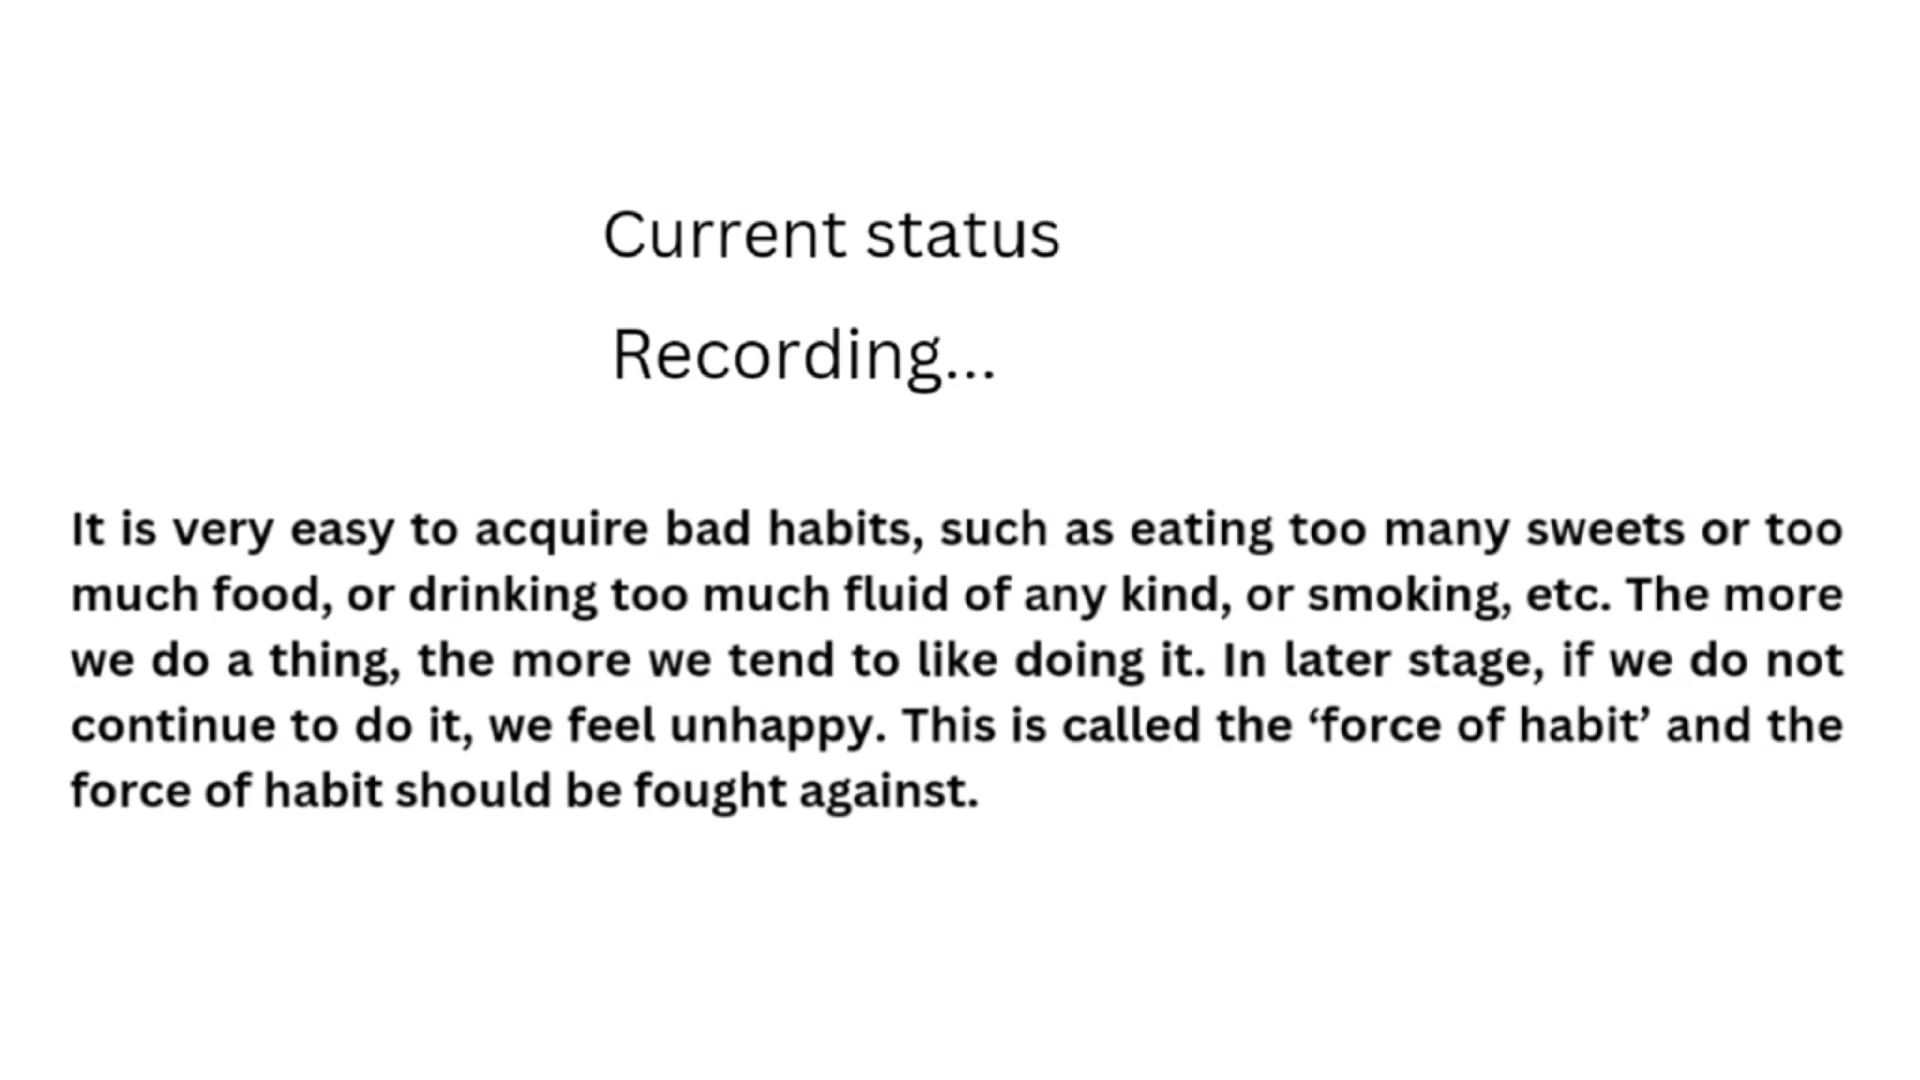 Current status
Recording...
It is very easy to acquire bad habits, such as eating too many sweets or too
much food, or drinking too much fluid of any kind, or smoking, etc. The more
we do a thing, the more we tend to like doing it. In later stage, if we do not
continue to do it, we feel unhappy. This is called the ‘force of habit’ and the
force of habit should be fought against.